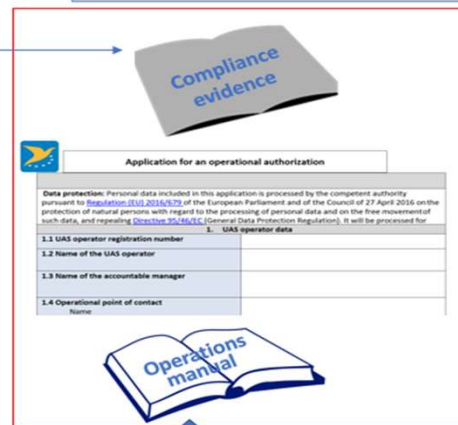 Compliance
evidence
Application for an operational authorization
Data protection: Personal data included in this application is processed by the competent authority
pursuant to Regulation (EU) 2016/679 of the European Parliament and of the Council of 27 April 2016 on the
protection of natural persons with regard to the processing of personal data and on the free movementof
such data, and repealing Directive 95/46/EC (General Data Protection Regulation). It will be processed for
1. UAS operator data
1.1 UAS operator registration number
1.2 Name of the UAS operator
1.3 Name of the accountable manager
1.4 Operational point of contact
Name
Operations
manual